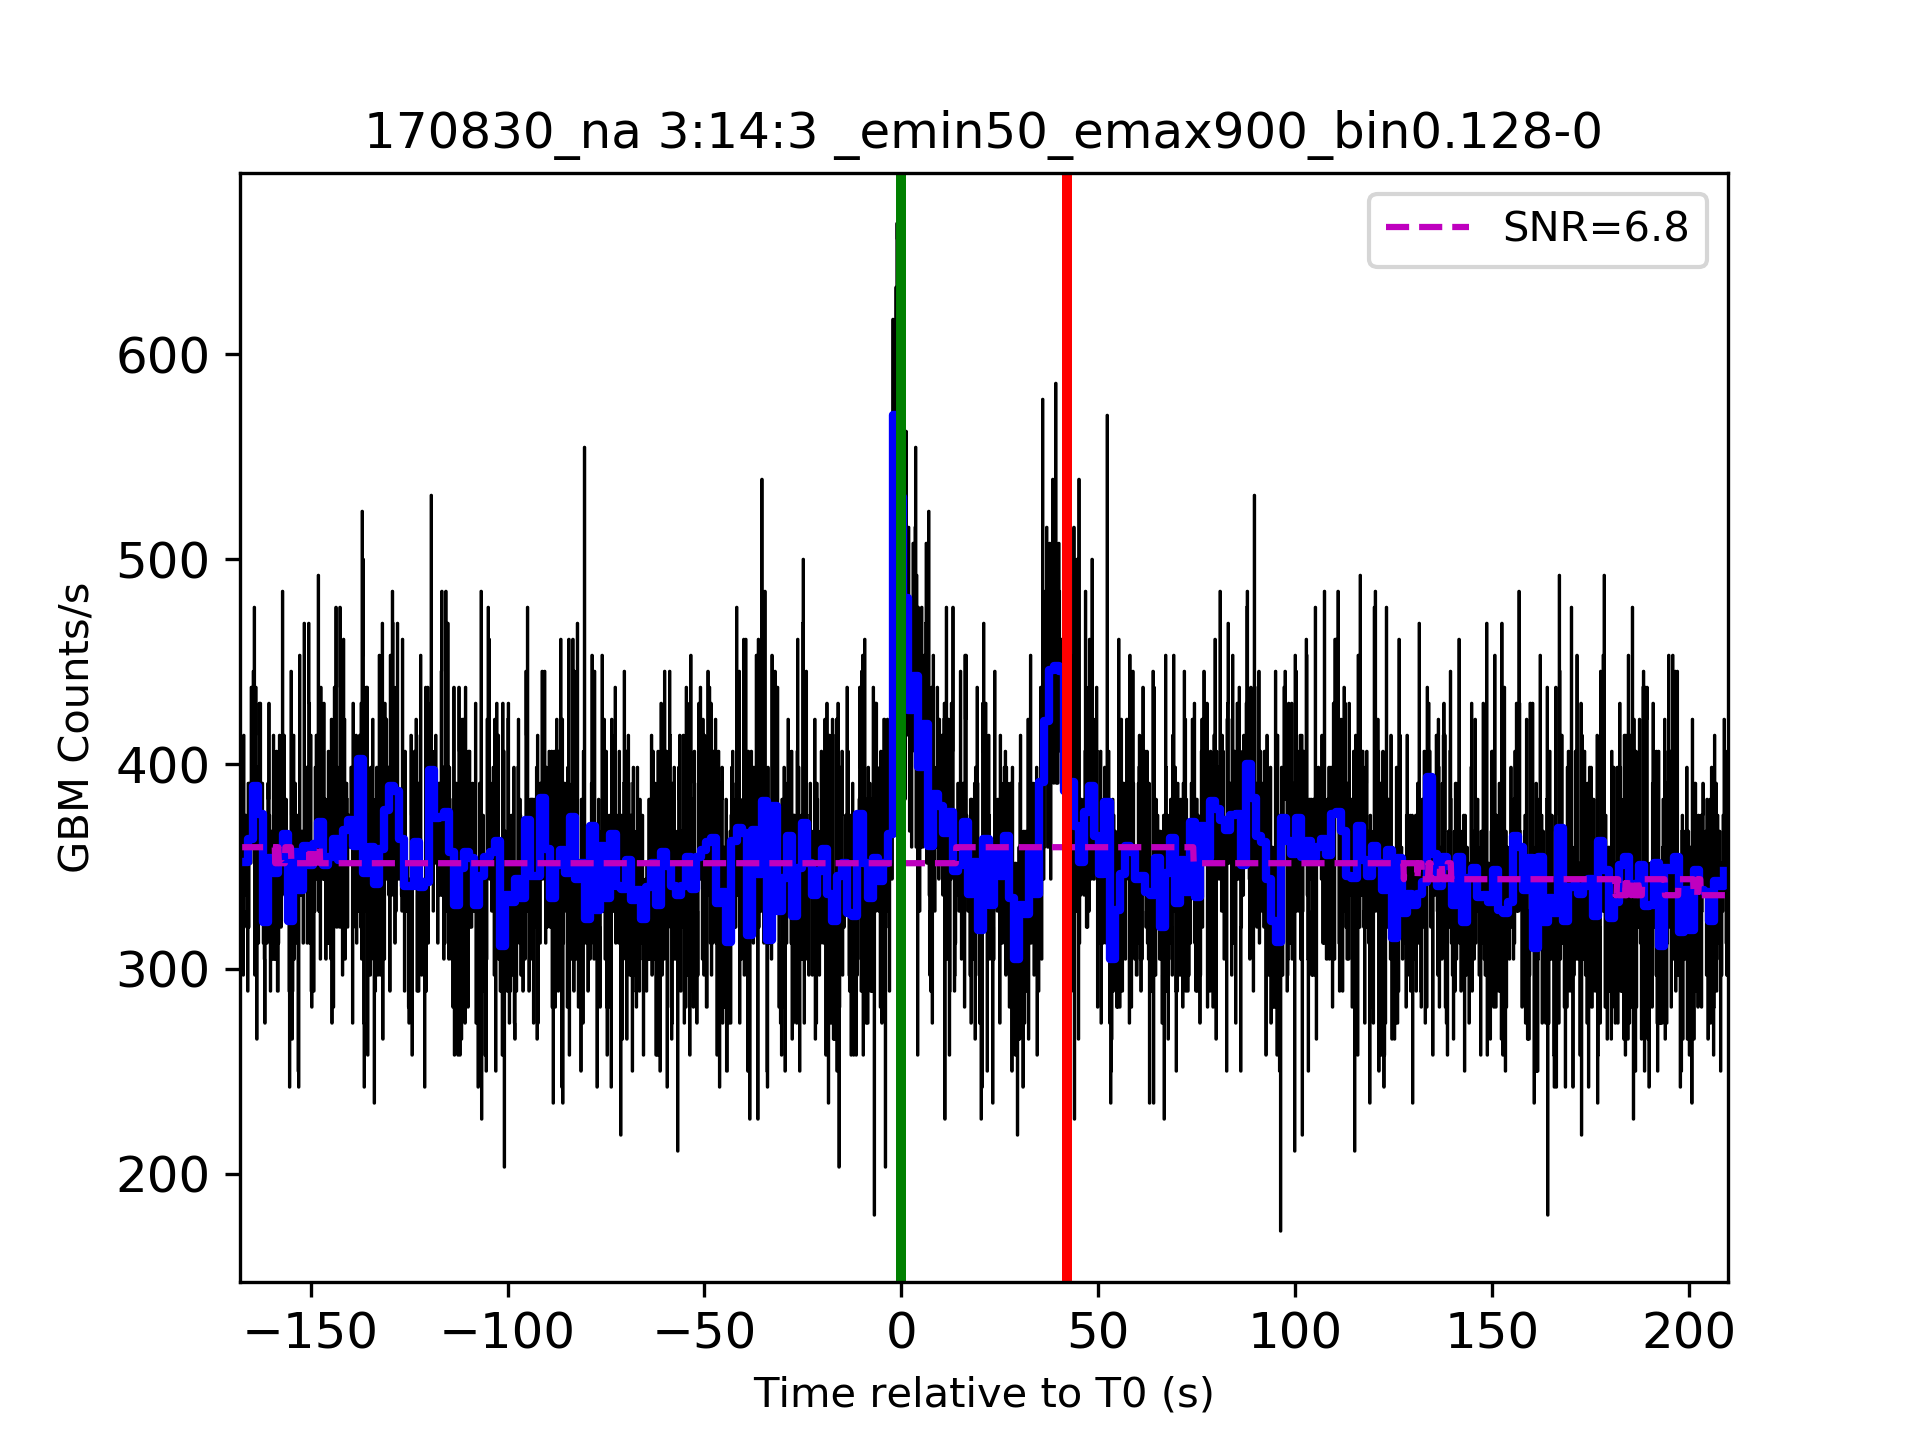 170830_na 3:14:3 _emin50_emax900_bin0.128-0
SNR=6.8
600
500
400
300
200
GBM Counts/s
−150 −100 −50 0 50 100 150 200
Time relative to T0 (s)